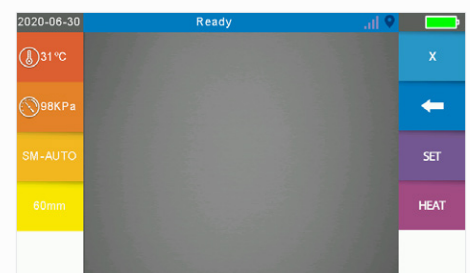 2020-06-30 Ready
31℃ X
98KPa
SM-AUTO SET
60mm HEAT